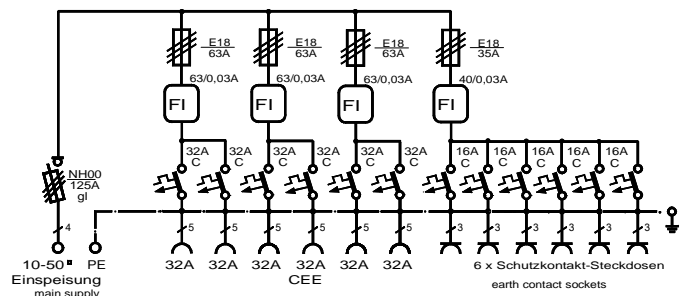 E18 E18 E18 E18
63A 63A 63A 35A
63/0,03A 63/0,03A 63/0,03A 40/0,03A
FI FI FI FI
32A 32A 32A 32A 32A 32A 16A 16A 16A 16A 16A 16A
C C C C C C C C C C C C
NH00
125A
gl
4 5 5 5 5 5 5 3 3 3 3 3 3
10-50▪ PE 32A 32A 32A 32A 32A 32A 6 x Schutzkontakt-Steckdosen
Einspeisung CEE earth contact sockets
main supply